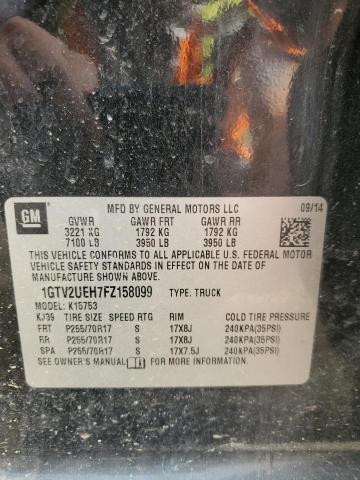 GM
MFD BY GENERAL MOTORS LLC 09/14
GVWR GAWR FRT GAWR RR
3221 KG 1792 KG 1792 KG
7100 LB 3950 LB 3950 LB
THIS VEHICLE CONFORMS TO ALL APPLICABLE U.S. FEDERAL MOTOR
VEHICLE SAFETY AND THEFT PREVENTION STANDARDS IN EFFECT ON THE DATE OF
MANUFACTURE SHOWN ABOVE.
1GTV2UEH7FZ158099 TYPE: TRUCK
MODEL: K15753
KJ39 TIRE SIZE SPEED RTG RIM COLD TIRE PRESSURE
FRT P255/70R17 S 17X8J 240KPA(35PSI)
RR P255/70R17 S 17X8J 240KPA(35PSI)
SPA P255/70R17 S 17X7.5J 240KPA(35PSI)
SEE OWNER'S MANUAL FOR MORE INFORMATION.